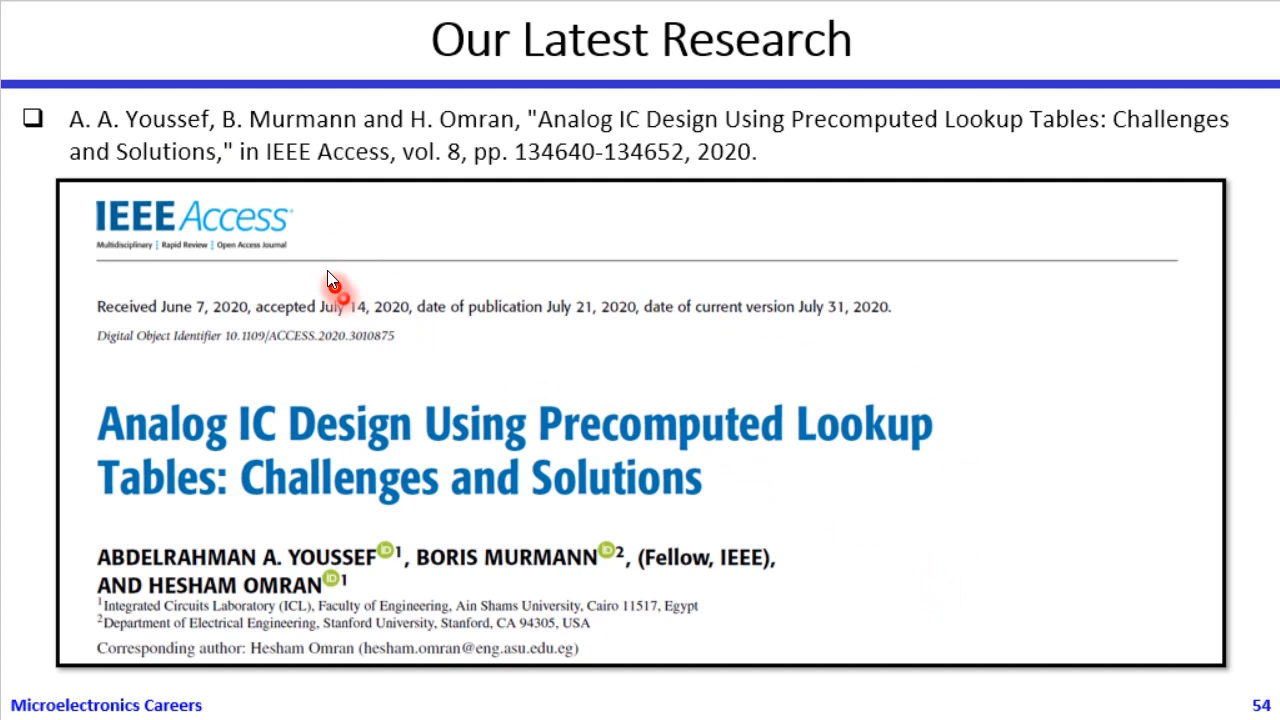 Our Latest Research
A. A. Youssef, B. Murmann and H. Omran, "Analog IC Design Using Precomputed Lookup Tables: Challenges
and Solutions," in IEEE Access, vol. 8, pp. 134640-134652, 2020.
IEEE Access
Multidisciplinary ⋮ Rapid Review ⋮ Open Access Journal
Received June 7, 2020, accepted July 14, 2020, date of publication July 21, 2020, date of current version July 31, 2020.
Digital Object Identifier 10.1109/ACCESS.2020.3010875
Analog IC Design Using Precomputed Lookup
Tables: Challenges and Solutions
ABDELRAHMAN A. YOUSSEF iD 1, BORIS MURMANN iD 2, (Fellow, IEEE),
AND HESHAM OMRAN iD 1
1Integrated Circuits Laboratory (ICL), Faculty of Engineering, Ain Shams University, Cairo 11517, Egypt
2Department of Electrical Engineering, Stanford University, Stanford, CA 94305, USA
Corresponding author: Hesham Omran (hesham.omran@eng.asu.edu.eg)
Microelectronics Careers
54